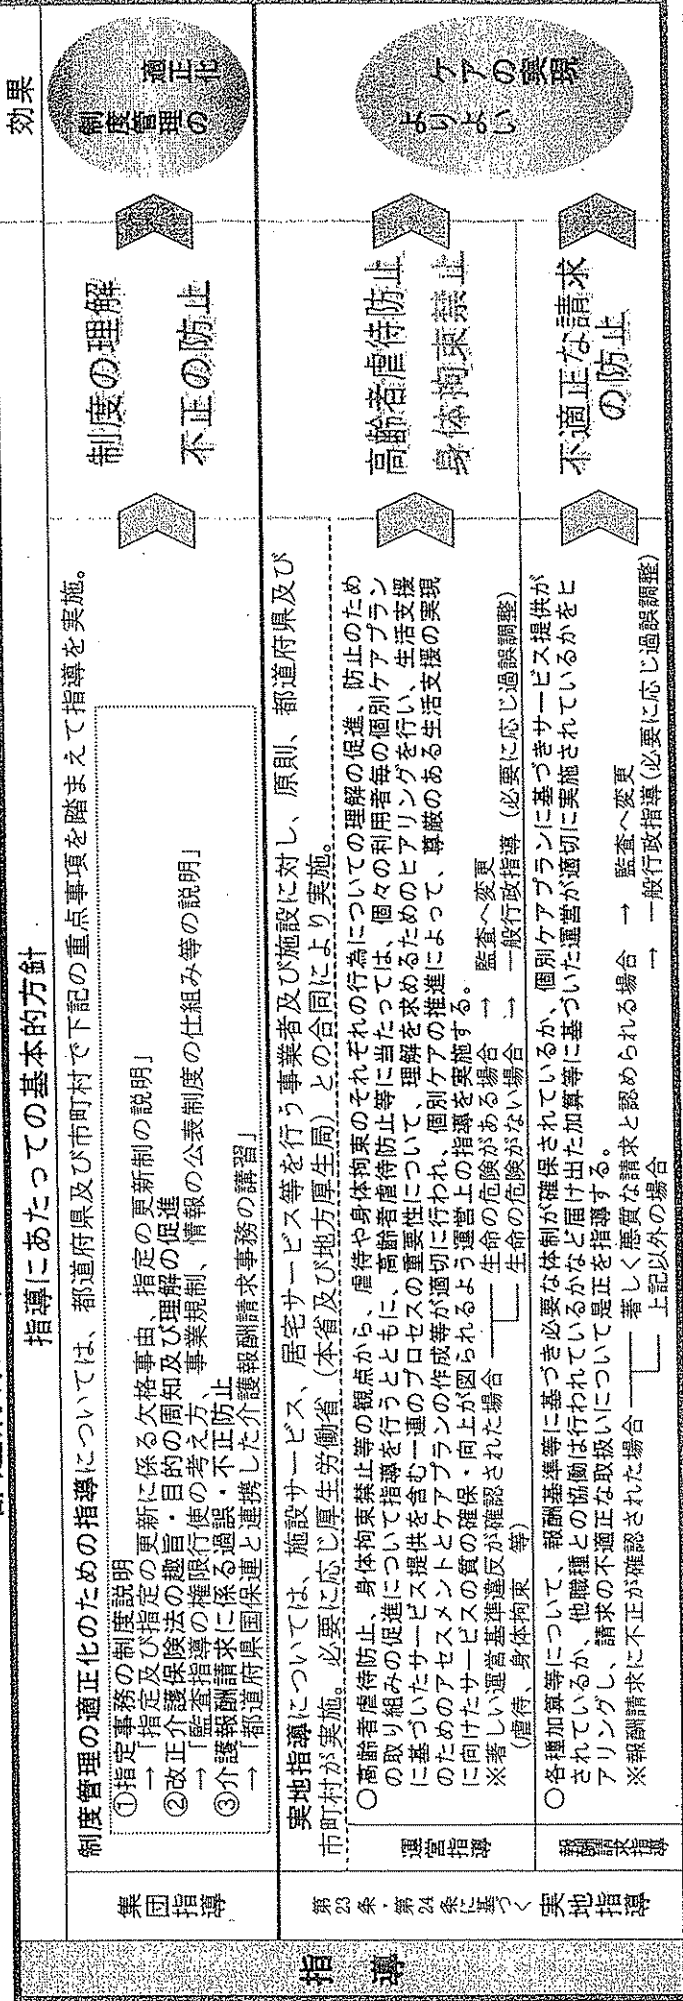 指導にあたっての基本的方針
効果
指導
集団指導
制度管理の適正化のための指導については、都道府県及び市町村で下記の重点事項を踏まえて指導を実施。
①指定事務の制度説明
→「指定及び指定の更新に係る欠格事由、指定の更新制の説明」
②改正介護保険法の趣旨・目的の周知及び理解の促進
→「監査指導の権限行使の考え方、事業規制、情報の公表制度の仕組み等の説明」
③介護報酬請求に係る過誤・不正防止
→「都道府県国保連と連携した介護報酬請求事務の講習」
制度の理解
不正の防止
制度管理の
適正化
第23条・第24条に基づく
実地指導
実地指導については、施設サービス、居宅サービス等を行う事業者及び施設に対し、原則、都道府県及び
市町村が実施。必要に応じ厚生労働省（本省及び地方厚生局）との合同により実施。
運営指導
○高齢者虐待防止、身体拘束禁止等の観点から、虐待や身体拘束のそれぞれの行為についての理解の促進、防止のため
の取り組みの促進について指導を行うとともに、高齢者虐待防止等に当たっては、個々の利用者毎の個別ケアプラン
に基づいたサービス提供を含む一連のプロセスの重要性について、理解を求めるためのヒアリングを行い、生活支援
のためのアセスメントとケアプランの作成等が適切に行われ、個別ケアの推進によって、尊厳のある生活支援の実現
に向けたサービスの質の確保・向上が図られるよう運営上の指導を実施する。
※著しい運営基準違反が確認された場合 生命の危険がある場合 → 監査へ変更
（虐待、身体拘束 等） 生命の危険がない場合 → 一般行政指導（必要に応じ過誤調整）
高齢者虐待防止
身体拘束禁止
よりよい
ケアの実現
報酬請求指導
○各種加算等について、報酬基準等に基づき必要な体制が確保されているか、個別ケアプランに基づきサービス提供が
されているか、他職種との協働は行われているかなど届け出た加算等に基づいた運営が適切に実施されているかをヒ
アリングし、請求の不適正な取扱いについて是正を指導する。
※報酬請求に不正が確認された場合 著しく悪質な請求と認められる場合 → 監査へ変更
上記以外の場合 → 一般行政指導（必要に応じ過誤調整）
不適正な請求
の防止